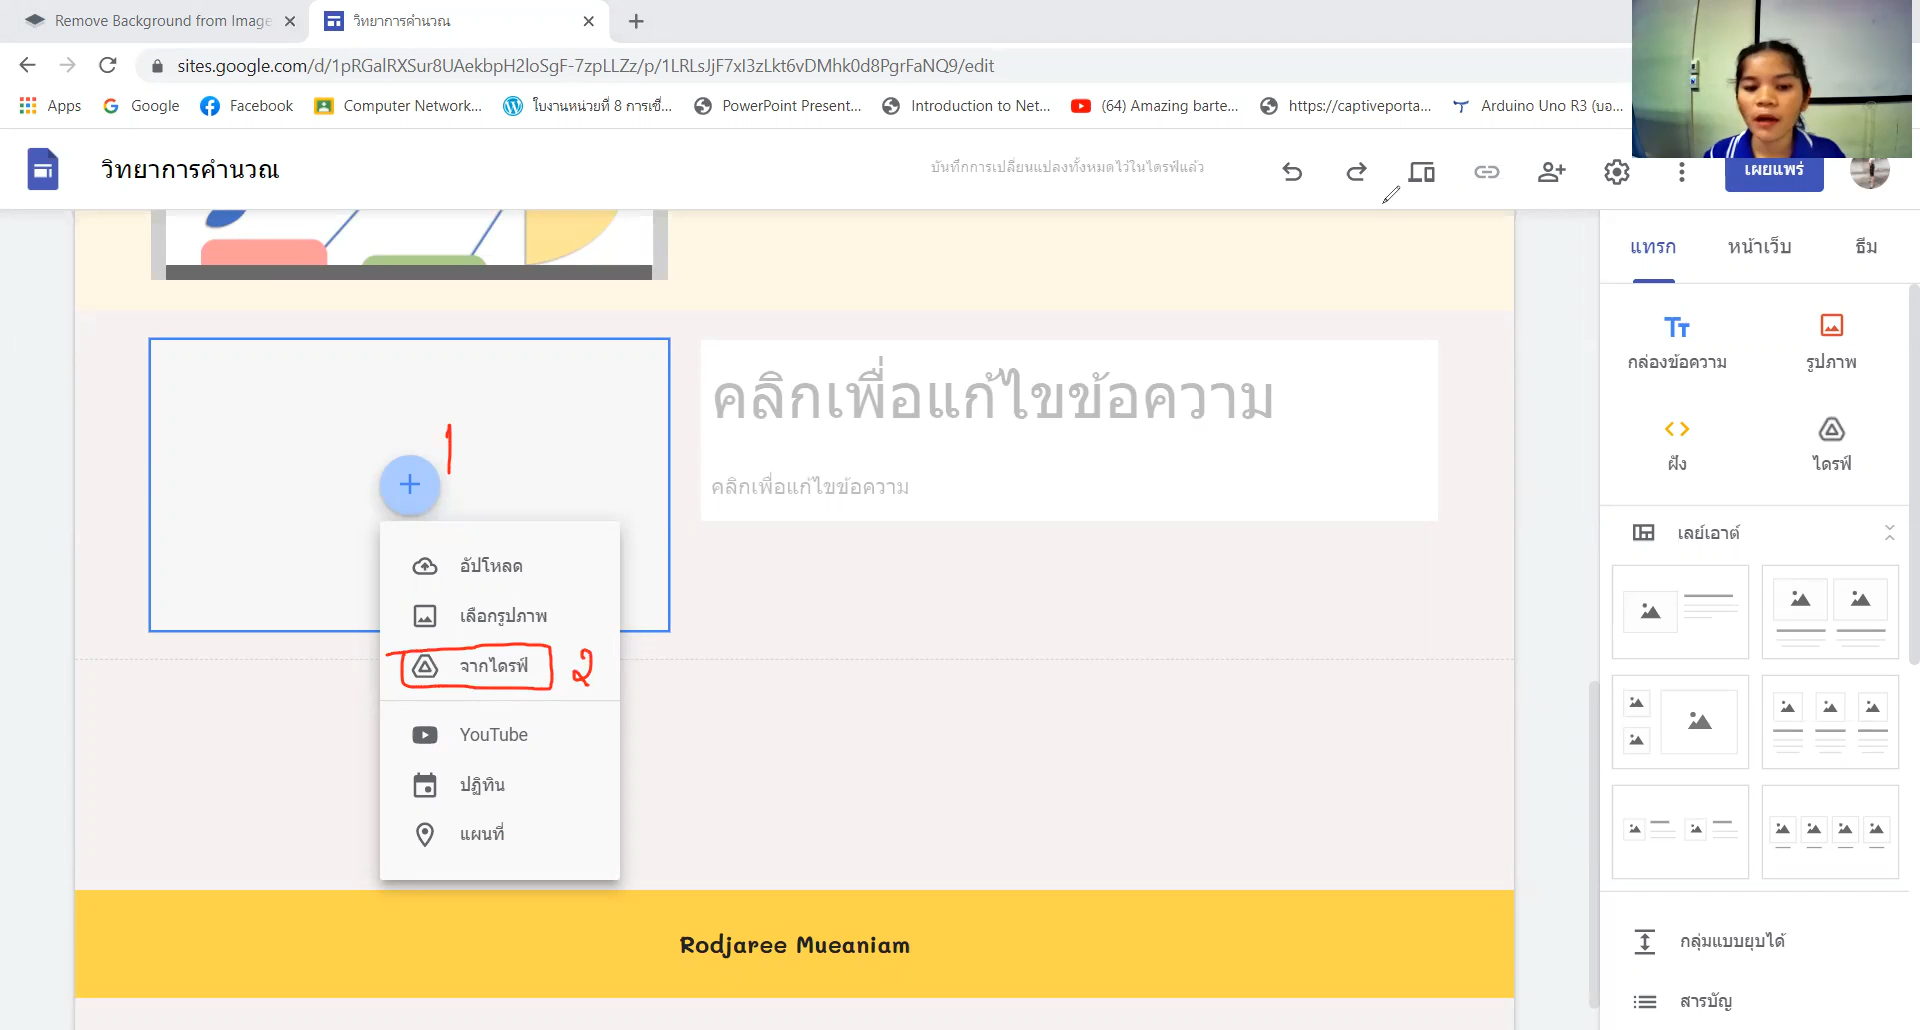 Remove Background from Image
วิทยาการคำนวณ
sites.google.com/d/1pRGalRXSur8UAekbpH2loSgF-7zpLLZz/p/1LRLsJjF7xI3zLkt6vDMhk0d8PgrFaNQ9/edit
Apps
Google
Facebook
Computer Network...
ใบงานหน่วยที่ 8 การเชื่...
PowerPoint Present...
Introduction to Net...
(64) Amazing barte...
https://captiveporta...
Arduino Uno R3 (บอ...
วิทยาการคำนวณ
บันทึกการเปลี่ยนแปลงทั้งหมดไว้ในไดรฟ์แล้ว
เผยแพร่
แทรก
หน้าเว็บ
ธีม
กล่องข้อความ
รูปภาพ
ฝัง
ไดรฟ์
เลย์เอาต์
กลุ่มแบบยุบได้
สารบัญ
คลิกเพื่อแก้ไขข้อความ
คลิกเพื่อแก้ไขข้อความ
1
อัปโหลด
เลือกรูปภาพ
จากไดรฟ์
2
YouTube
ปฏิทิน
แผนที่
Rodjaree Mueaniam